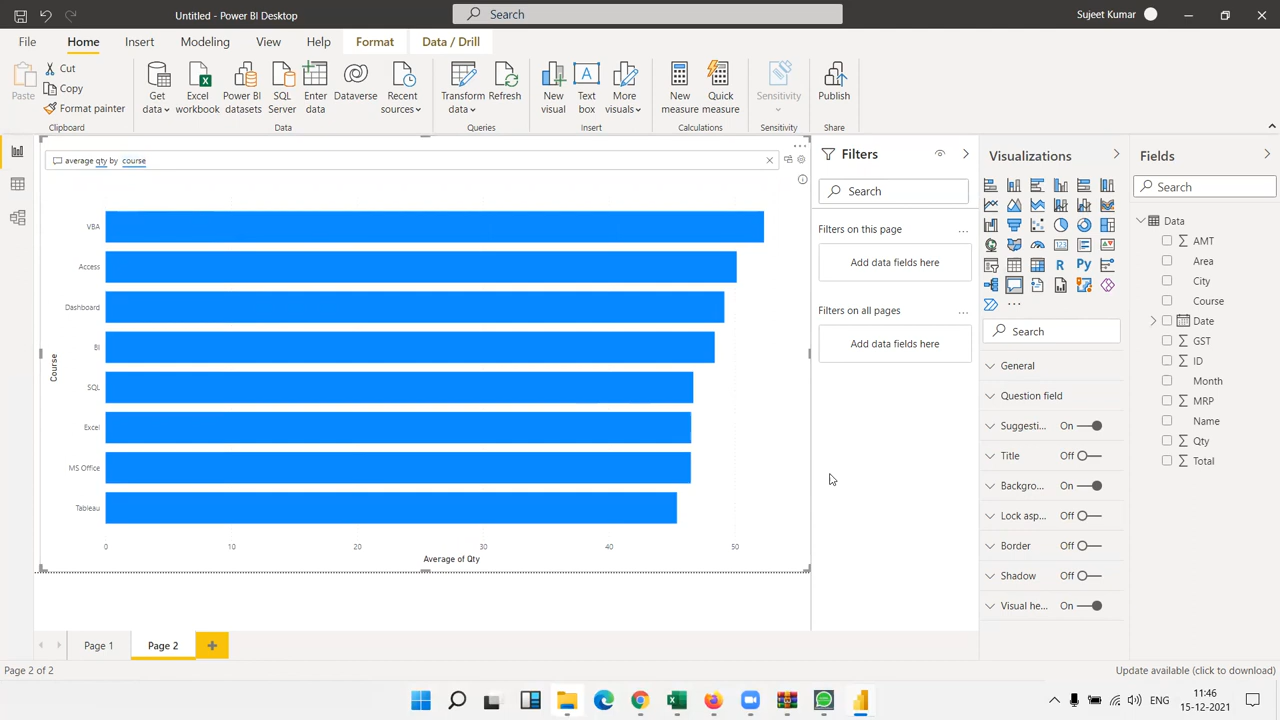 Untitled - Power BI Desktop
Search
Sujeet Kumar
File
Home
Insert
Modeling
View
Help
Format
Data / Drill
Paste
Cut
Copy
Format painter
Clipboard
Get data
Excel workbook
Power BI datasets
SQL Server
Enter data
Dataverse
Recent sources
Data
Transform data
Refresh
Queries
New visual
Text box
More visuals
Insert
New measure
Quick measure
Calculations
Sensitivity
Sensitivity
Publish
Share
average qty by course
VBA
Access
Dashboard
BI
SQL
Excel
MS Office
Tableau
Course
0
10
20
30
40
50
Average of Qty
Filters
Search
Filters on this page
Add data fields here
Filters on all pages
Add data fields here
Visualizations
R
Py
123
Search
General
Question field
Suggesti... On
Title Off
Backgro... On
Lock asp... Off
Border Off
Shadow Off
Visual he... On
Fields
Search
Data
AMT
Area
City
Course
Date
GST
ID
Month
MRP
Name
Qty
Total
Page 1
Page 2
Page 2 of 2
Update available (click to download)
ENG
11:46
15-12-2021